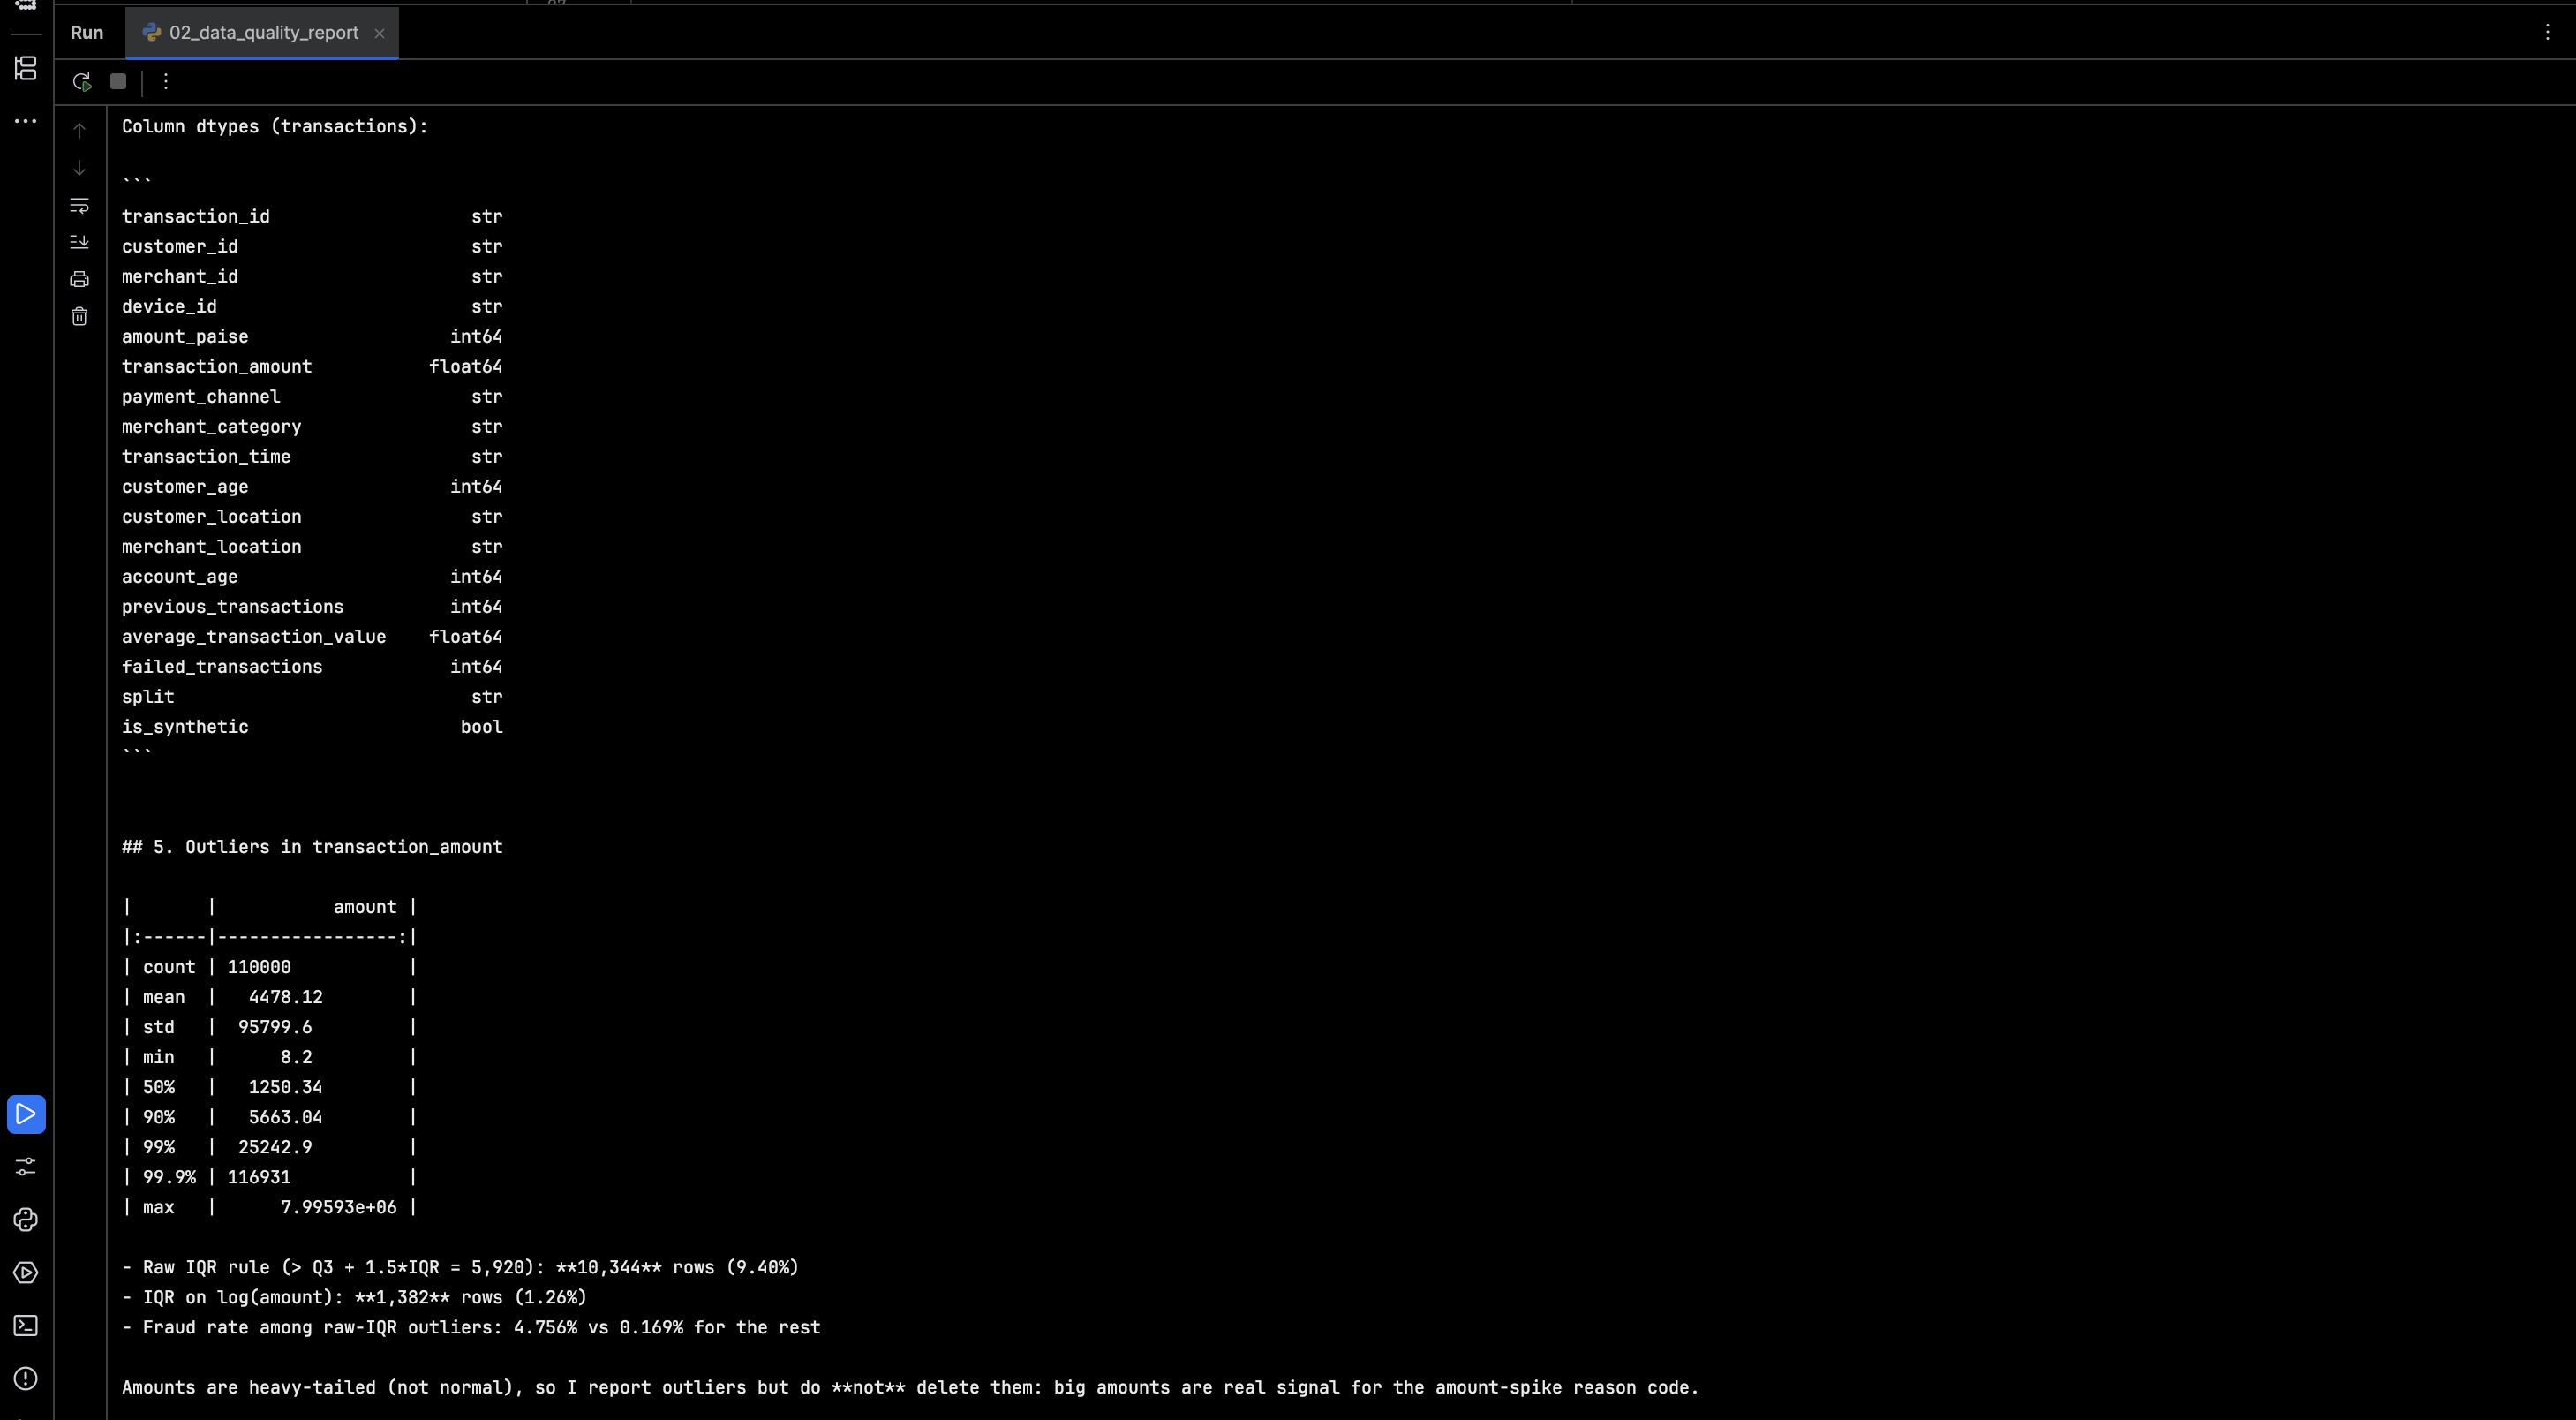 Run
02_data_quality_report
Column dtypes (transactions):
```
transaction_id                   str
customer_id                      str
merchant_id                      str
device_id                        str
amount_paise                   int64
transaction_amount           float64
payment_channel                  str
merchant_category                str
transaction_time                 str
customer_age                   int64
customer_location                str
merchant_location                str
account_age                    int64
previous_transactions          int64
average_transaction_value    float64
failed_transactions            int64
split                            str
is_synthetic                    bool
```
## 5. Outliers in transaction_amount
|       |           amount |
|:------|-----------------:|
| count | 110000           |
| mean  |   4478.12        |
| std   |  95799.6         |
| min   |      8.2         |
| 50%   |   1250.34        |
| 90%   |   5663.04        |
| 99%   |  25242.9         |
| 99.9% | 116931           |
| max   |      7.99593e+06 |
- Raw IQR rule (> Q3 + 1.5*IQR = 5,920): **10,344** rows (9.40%)
- IQR on log(amount): **1,382** rows (1.26%)
- Fraud rate among raw-IQR outliers: 4.756% vs 0.169% for the rest
Amounts are heavy-tailed (not normal), so I report outliers but do **not** delete them: big amounts are real signal for the amount-spike reason code.